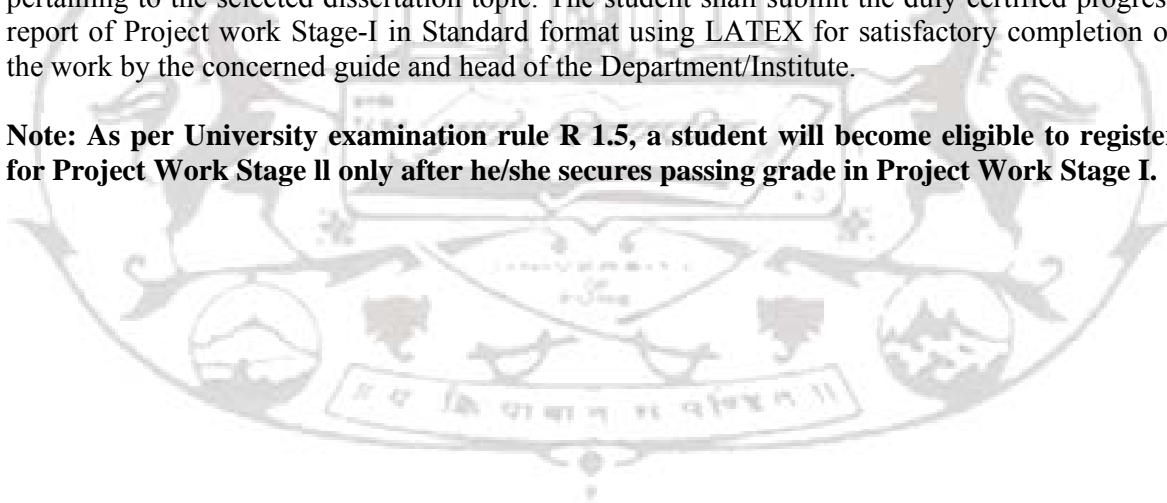 pertaining to the selected dissertation topic. The student shall submit the duly certified progress
report of Project work Stage-I in Standard format using LATEX for satisfactory completion of
the work by the concerned guide and head of the Department/Institute.
Note: As per University examination rule R 1.5, a student will become eligible to register
for Project Work Stage ll only after he/she secures passing grade in Project Work Stage I.